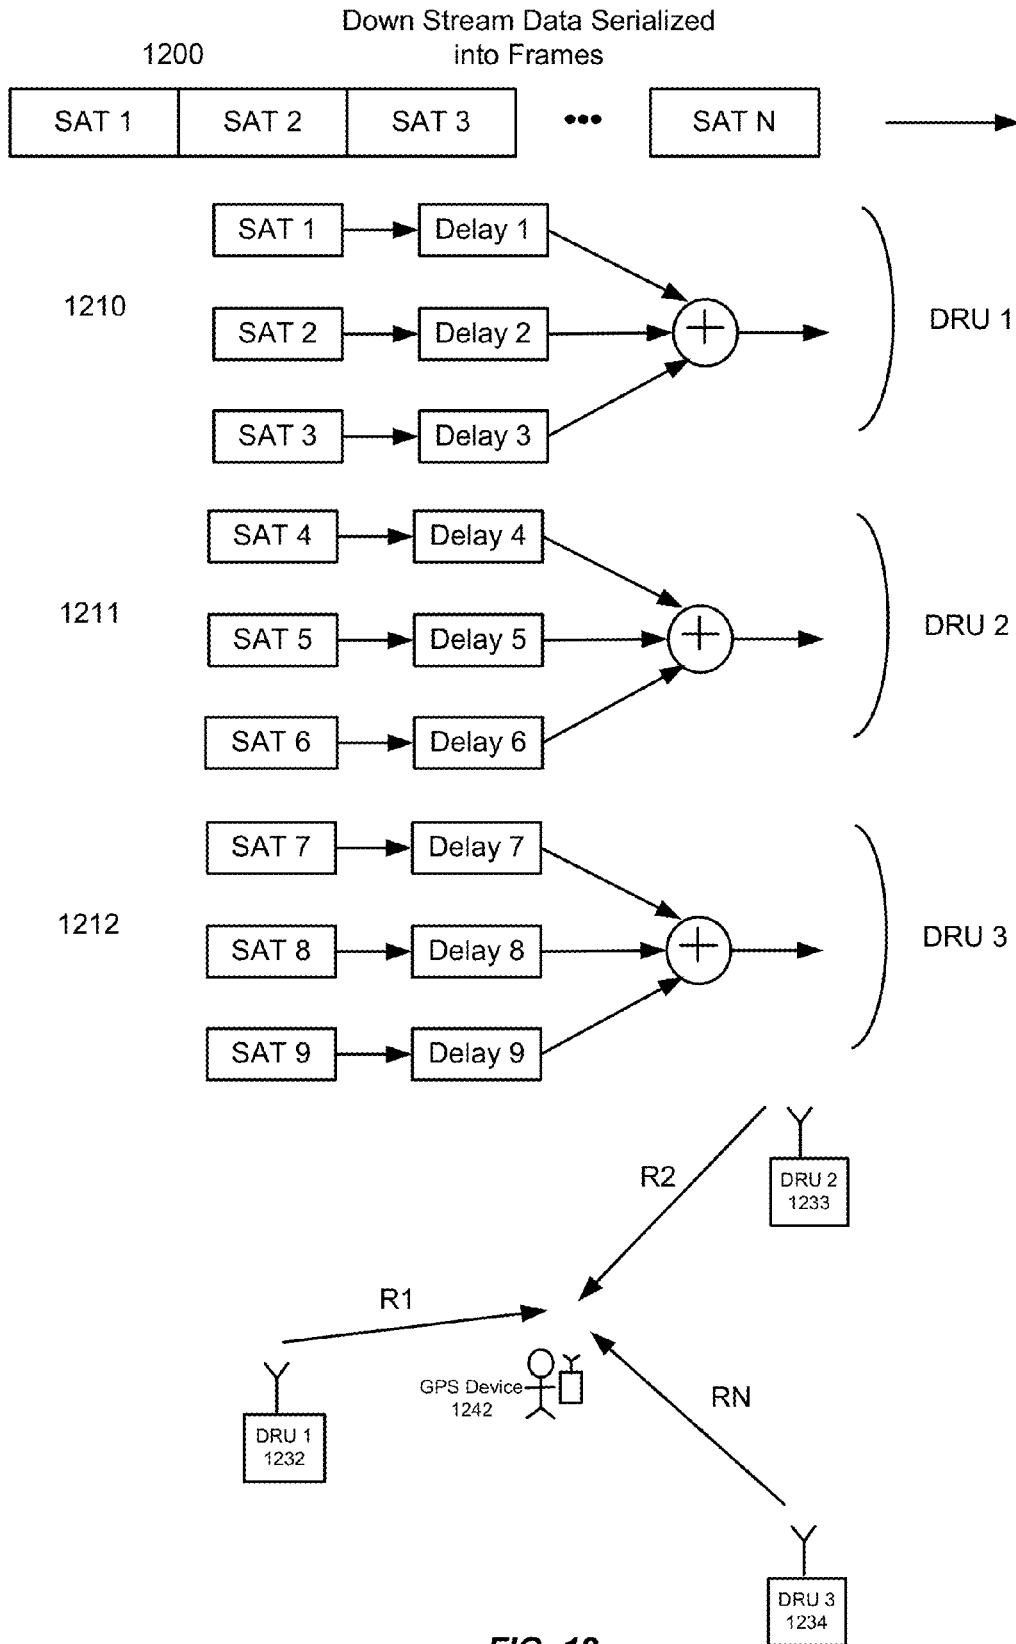 Down Stream Data Serialized
into Frames
1200
SAT 1 SAT 2 SAT 3 ••• SAT N
SAT 1 Delay 1
1210
SAT 2 Delay 2 + DRU 1
SAT 3 Delay 3
SAT 4 Delay 4
1211
SAT 5 Delay 5 + DRU 2
SAT 6 Delay 6
SAT 7 Delay 7
1212
SAT 8 Delay 8 + DRU 3
SAT 9 Delay 9
R2
DRU 2
1233
R1
GPS Device
1242
RN
DRU 1
1232
DRU 3
1234